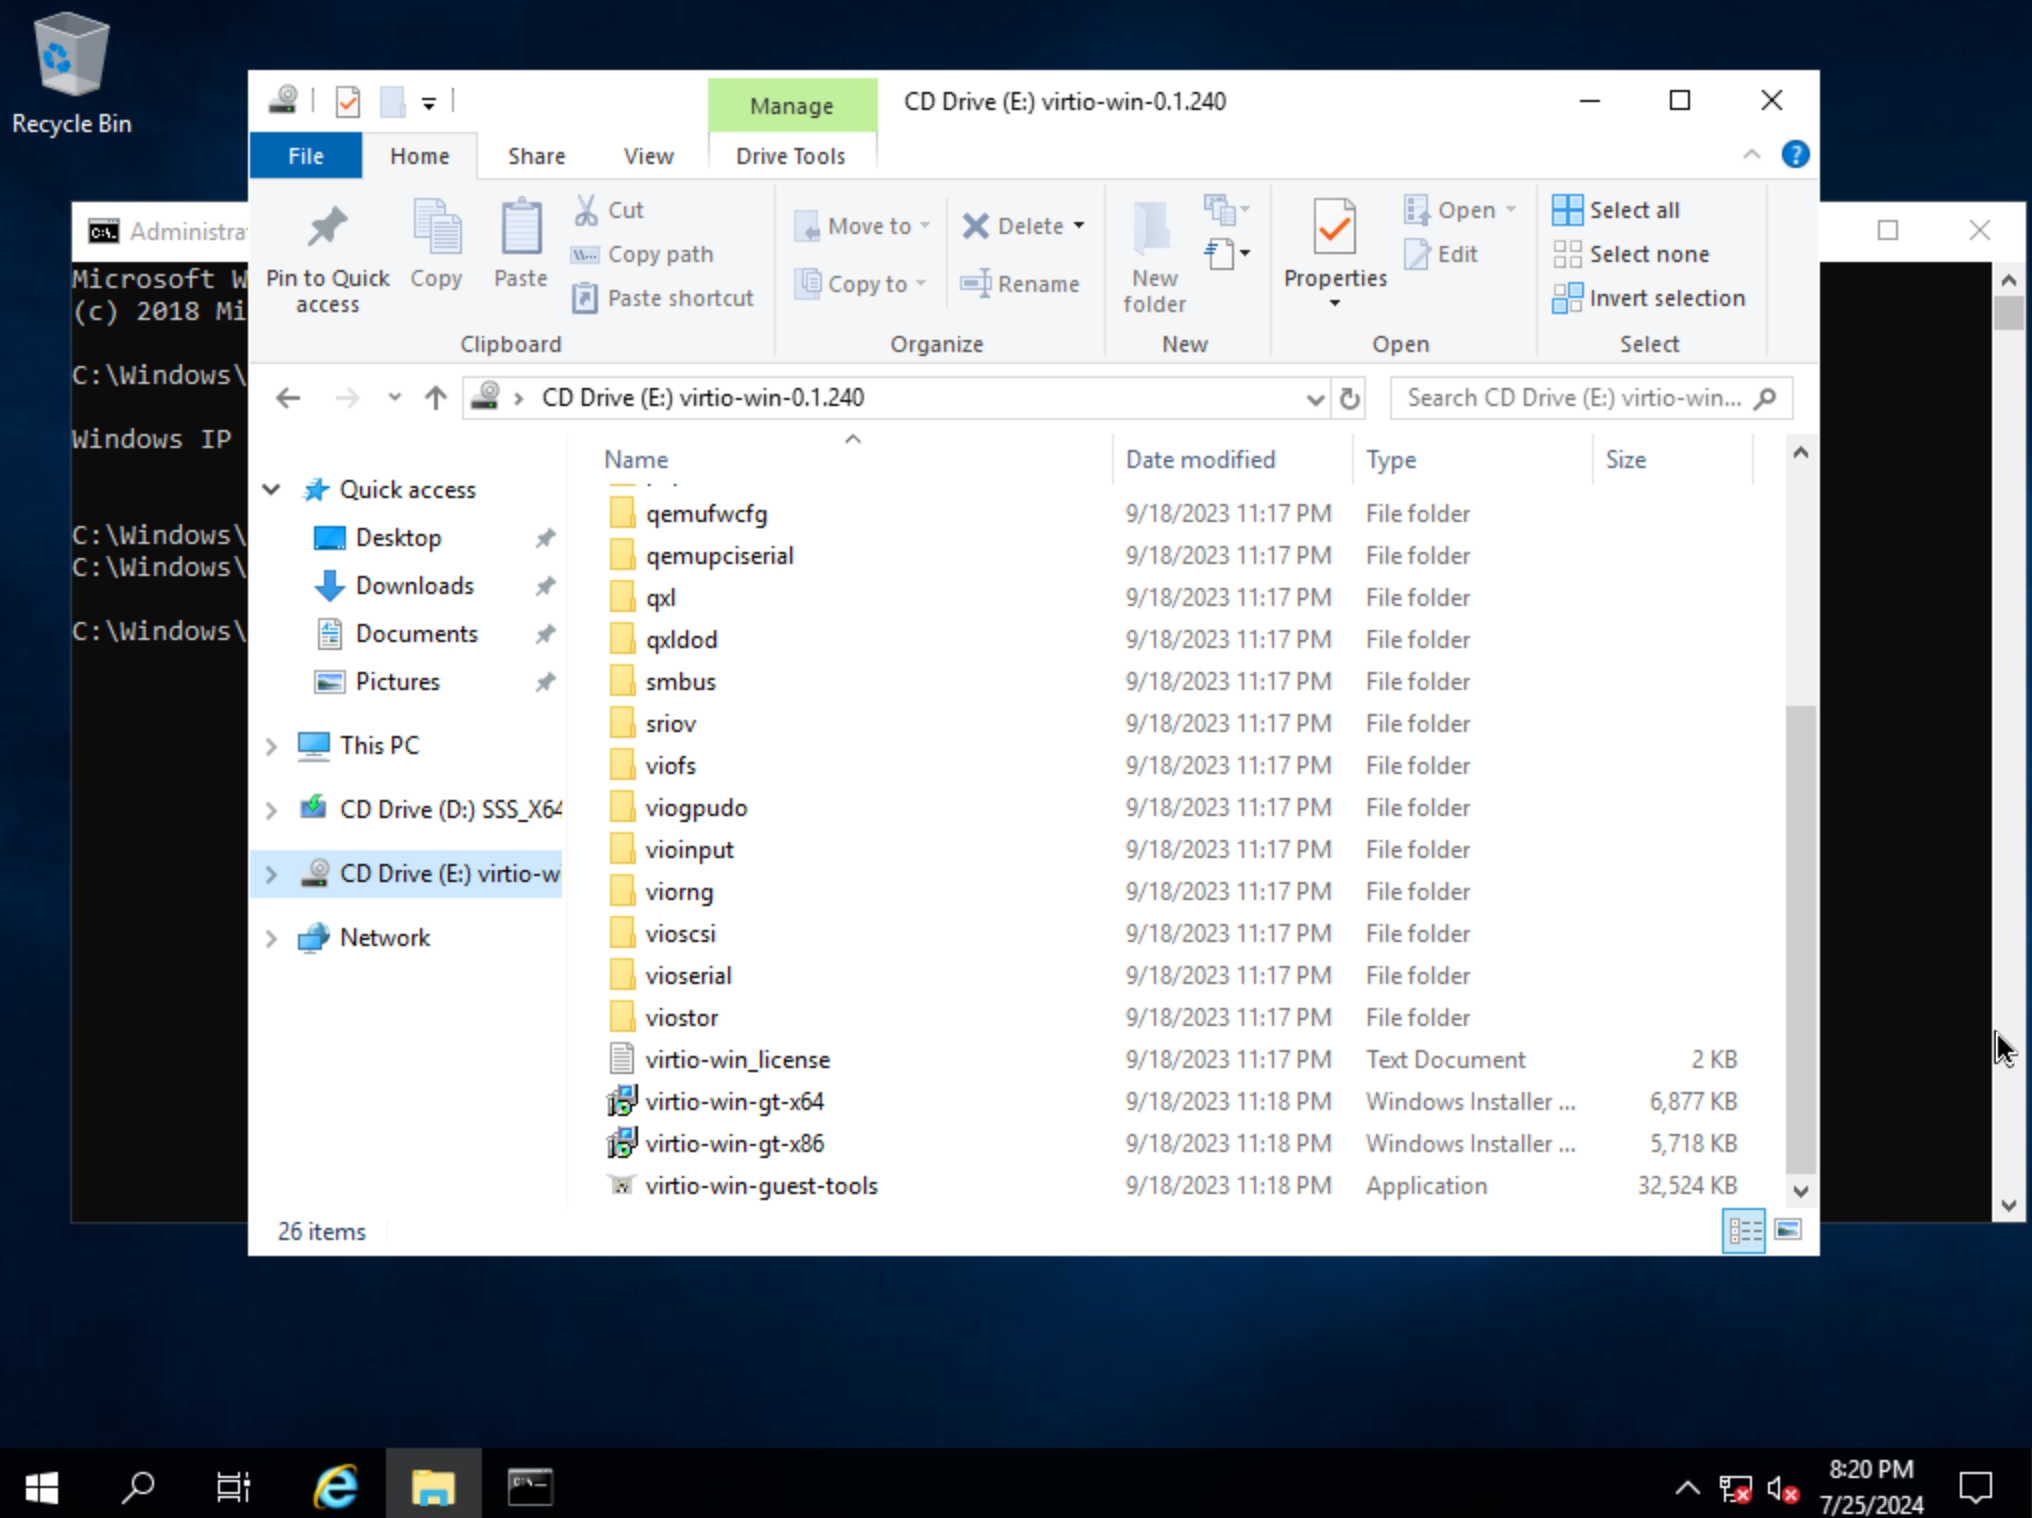 Recycle Bin
Manage
CD Drive (E:) virtio-win-0.1.240
File
Home
Share
View
Drive Tools
Pin to Quick access
Copy
Paste
Cut
Copy path
Paste shortcut
Clipboard
Move to
Copy to
Delete
Rename
Organize
New folder
New
Properties
Open
Edit
Open
Select all
Select none
Invert selection
Select
CD Drive (E:) virtio-win-0.1.240
Search CD Drive (E:) virtio-win...
Administra
Microsoft W
(c) 2018 Mi
C:\Windows\
Windows IP
C:\Windows\
C:\Windows\
C:\Windows\
Quick access
Desktop
Downloads
Documents
Pictures
This PC
CD Drive (D:) SSS_X64
CD Drive (E:) virtio-w
Network
Name Date modified Type Size
qemufwcfg 9/18/2023 11:17 PM File folder
qemupciserial 9/18/2023 11:17 PM File folder
qxl 9/18/2023 11:17 PM File folder
qxldod 9/18/2023 11:17 PM File folder
smbus 9/18/2023 11:17 PM File folder
sriov 9/18/2023 11:17 PM File folder
viofs 9/18/2023 11:17 PM File folder
viogpudo 9/18/2023 11:17 PM File folder
vioinput 9/18/2023 11:17 PM File folder
viorng 9/18/2023 11:17 PM File folder
vioscsi 9/18/2023 11:17 PM File folder
vioserial 9/18/2023 11:17 PM File folder
viostor 9/18/2023 11:17 PM File folder
virtio-win_license 9/18/2023 11:17 PM Text Document 2 KB
virtio-win-gt-x64 9/18/2023 11:18 PM Windows Installer ... 6,877 KB
virtio-win-gt-x86 9/18/2023 11:18 PM Windows Installer ... 5,718 KB
virtio-win-guest-tools 9/18/2023 11:18 PM Application 32,524 KB
26 items
8:20 PM
7/25/2024